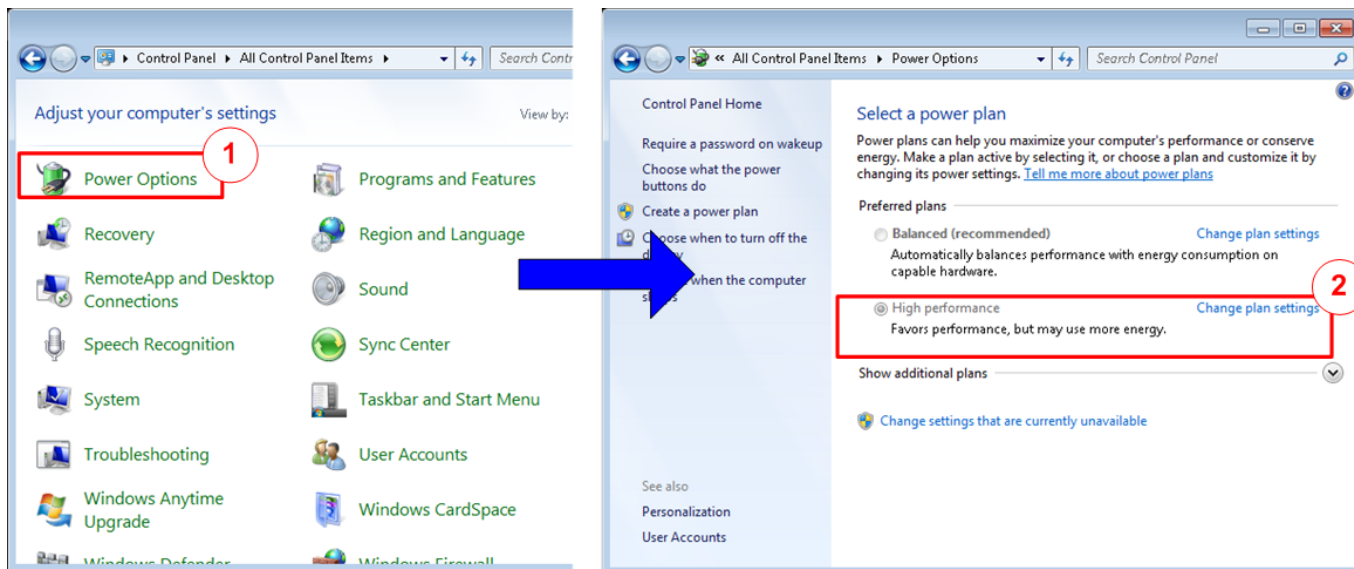 Control Panel ▸ All Control Panel Items ▸
Search Contr
Adjust your computer's settings
View by:
1
Power Options
Programs and Features
Recovery
Region and Language
RemoteApp and Desktop
Connections
Sound
Speech Recognition
Sync Center
System
Taskbar and Start Menu
Troubleshooting
User Accounts
Windows Anytime
Upgrade
Windows CardSpace
Windows Defender
Windows Firewall
« All Control Panel Items ▸ Power Options
Search Control Panel
Control Panel Home
Require a password on wakeup
Choose what the power
buttons do
Create a power plan
Choose when to turn off the
when the computer
See also
Personalization
User Accounts
Select a power plan
Power plans can help you maximize your computer's performance or conserve
energy. Make a plan active by selecting it, or choose a plan and customize it by
changing its power settings. Tell me more about power plans
Preferred plans
Balanced (recommended)
Change plan settings
Automatically balances performance with energy consumption on
capable hardware.
2
High performance
Change plan settings
Favors performance, but may use more energy.
Show additional plans
Change settings that are currently unavailable